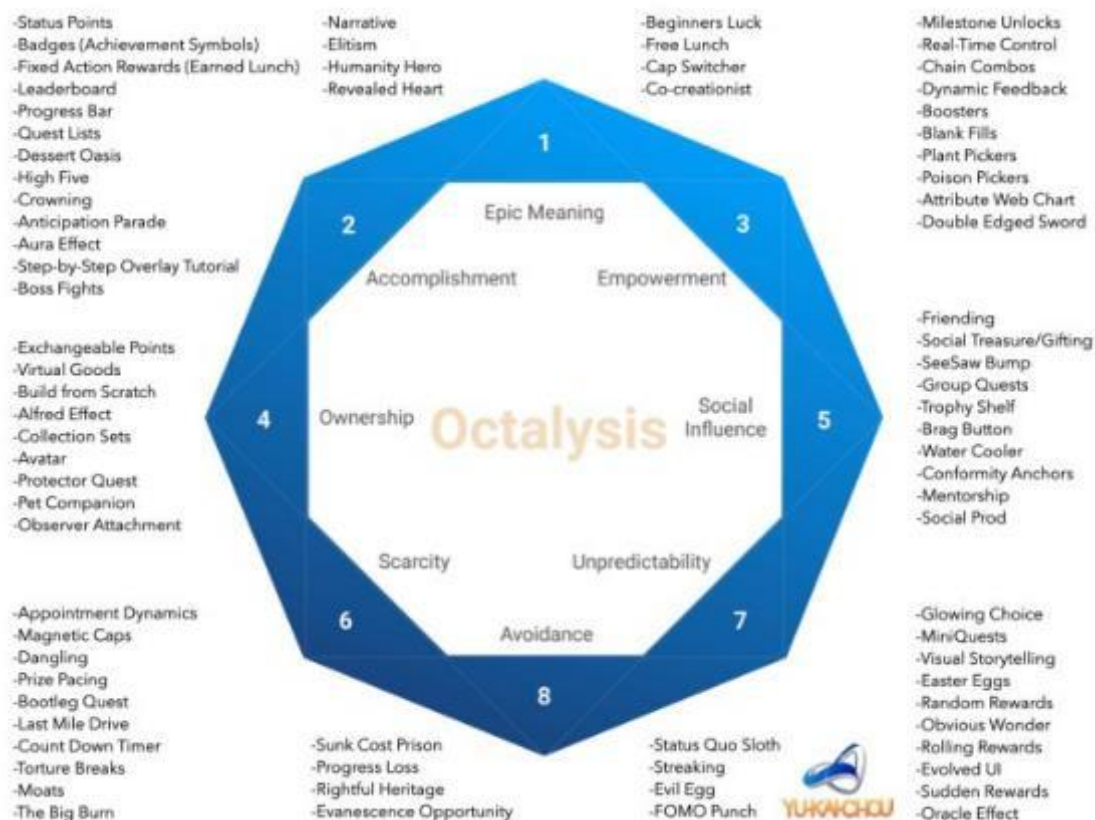 -Status Points
-Badges (Achievement Symbols)
-Fixed Action Rewards (Earned Lunch)
-Leaderboard
-Progress Bar
-Quest Lists
-Dessert Oasis
-High Five
-Crowning
-Anticipation Parade
-Aura Effect
-Step-by-Step Overlay Tutorial
-Boss Fights
-Narrative
-Elitism
-Humanity Hero
-Revealed Heart
-Beginners Luck
-Free Lunch
-Cap Switcher
-Co-creationist
-Milestone Unlocks
-Real-Time Control
-Chain Combos
-Dynamic Feedback
-Boosters
-Blank Fills
-Plant Pickers
-Poison Pickers
-Attribute Web Chart
-Double Edged Sword
1
Epic Meaning
2
Accomplishment
3
Empowerment
-Exchangeable Points
-Virtual Goods
-Build from Scratch
-Alfred Effect
-Collection Sets
-Avatar
-Protector Quest
-Pet Companion
-Observer Attachment
4
Ownership
Octalysis
Social
Influence
5
-Friending
-Social Treasure/Gifting
-SeeSaw Bump
-Group Quests
-Trophy Shelf
-Brag Button
-Water Cooler
-Conformity Anchors
-Mentorship
-Social Prod
Scarcity
6
Unpredictability
7
Avoidance
8
-Appointment Dynamics
-Magnetic Caps
-Dangling
-Prize Pacing
-Bootleg Quest
-Last Mile Drive
-Count Down Timer
-Torture Breaks
-Moats
-The Big Burn
-Sunk Cost Prison
-Progress Loss
-Rightful Heritage
-Evanescence Opportunity
-Status Quo Sloth
-Streaking
-Evil Egg
-FOMO Punch
YU-KAI CHOU
-Glowing Choice
-MiniQuests
-Visual Storytelling
-Easter Eggs
-Random Rewards
-Obvious Wonder
-Rolling Rewards
-Evolved UI
-Sudden Rewards
-Oracle Effect